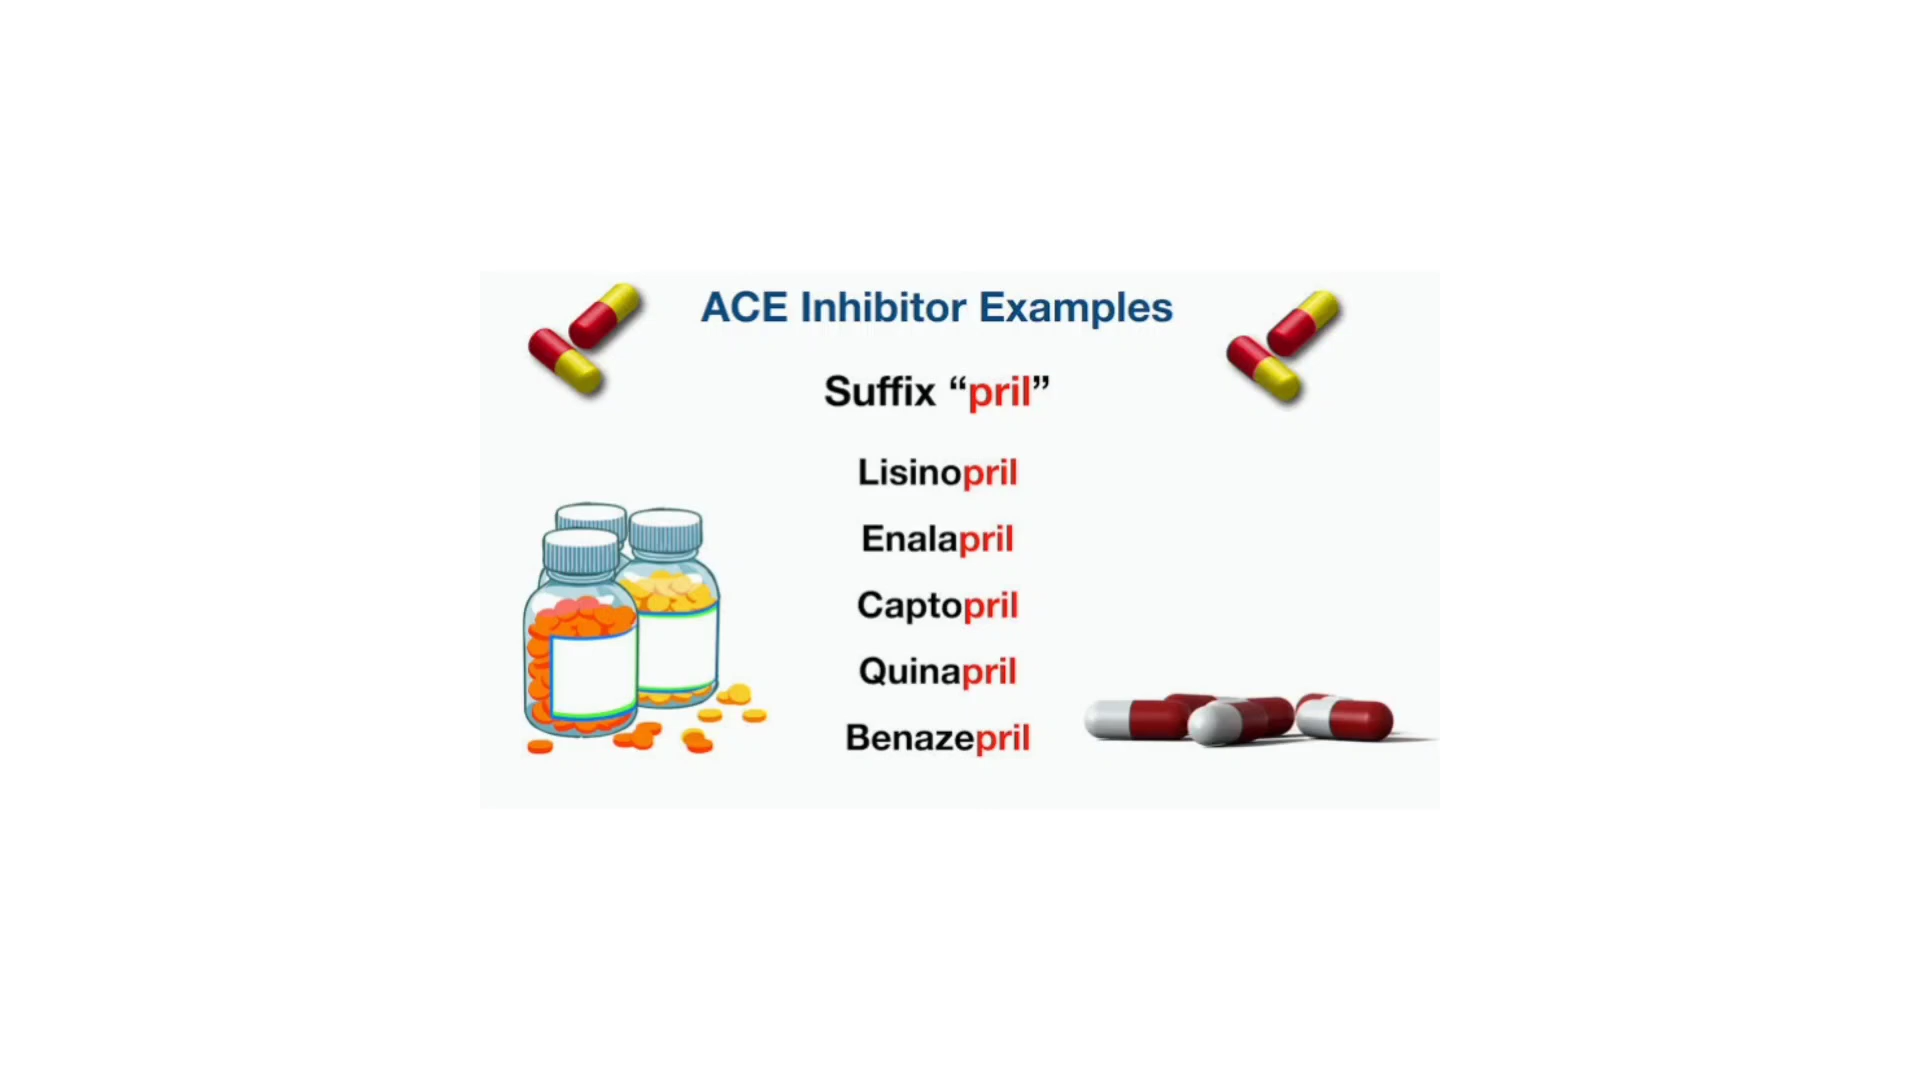 ACE Inhibitor Examples
Suffix “pril”
Lisinopril
Enalapril
Captopril
Quinapril
Benazepril